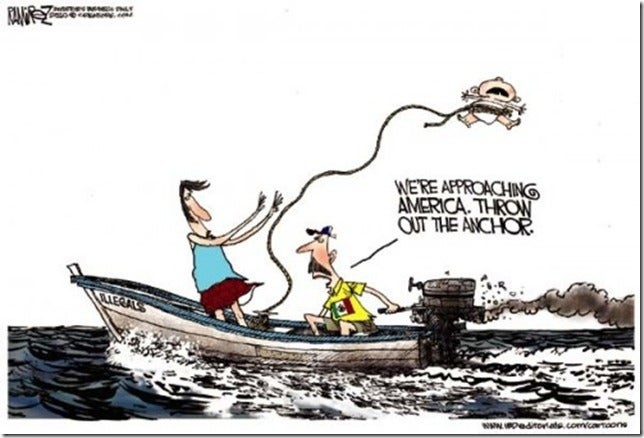 RAMIREZ
WE'RE APPROACHING
AMERICA. THROW
OUT THE ANCHOR.
ILLEGALS
www.IBDeditorials.com/cartoons